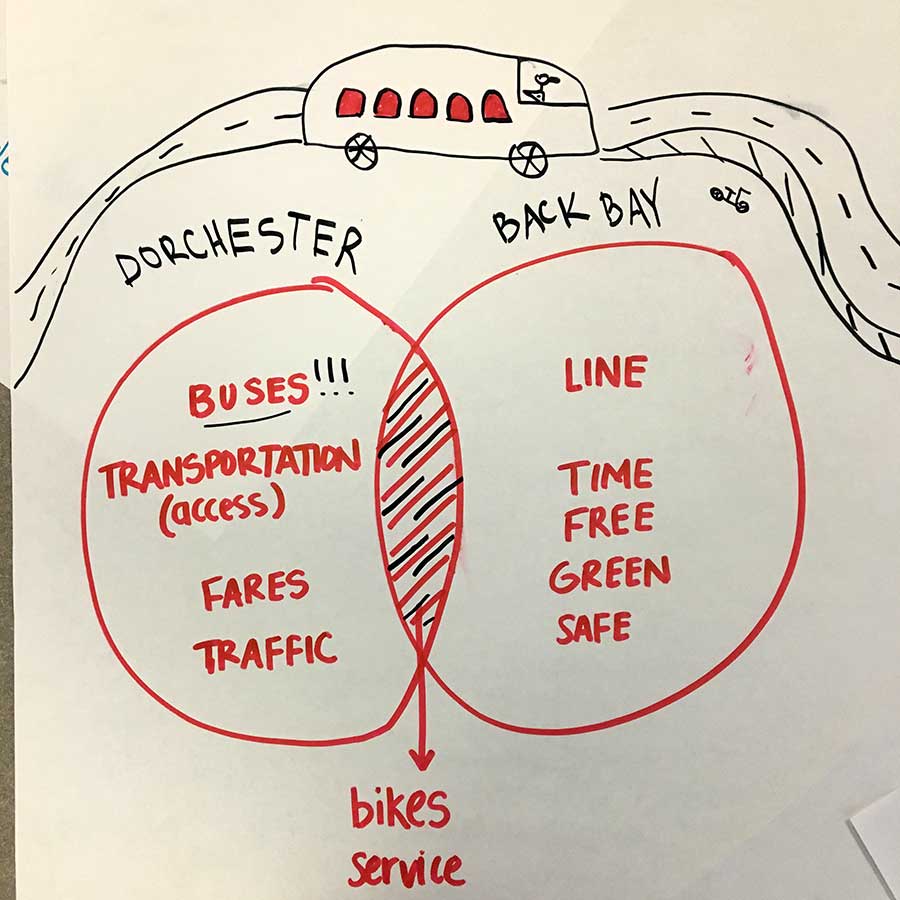 DORCHESTER
BACK BAY
BUSES!!!
TRANSPORTATION
(access)
FARES
TRAFFIC
LINE
TIME
FREE
GREEN
SAFE
bikes
service